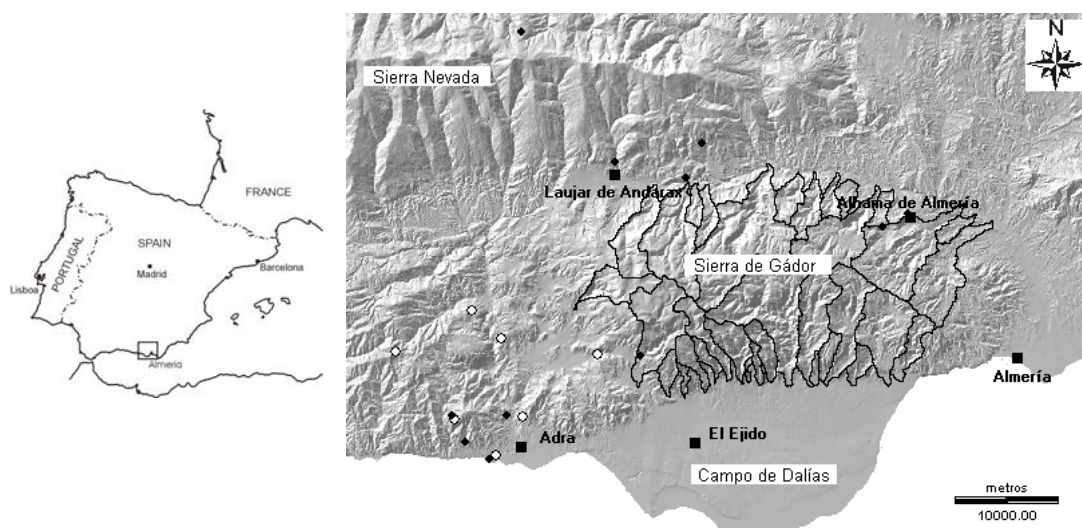 FRANCE
SPAIN
PORTUGAL
Madrid
Barcelona
Lisboa
Almería
N
Sierra Nevada
Laujar de Andarax
Alhama de Almería
Sierra de Gádor
Almería
Adra
El Ejido
Campo de Dalías
metros
10000.00